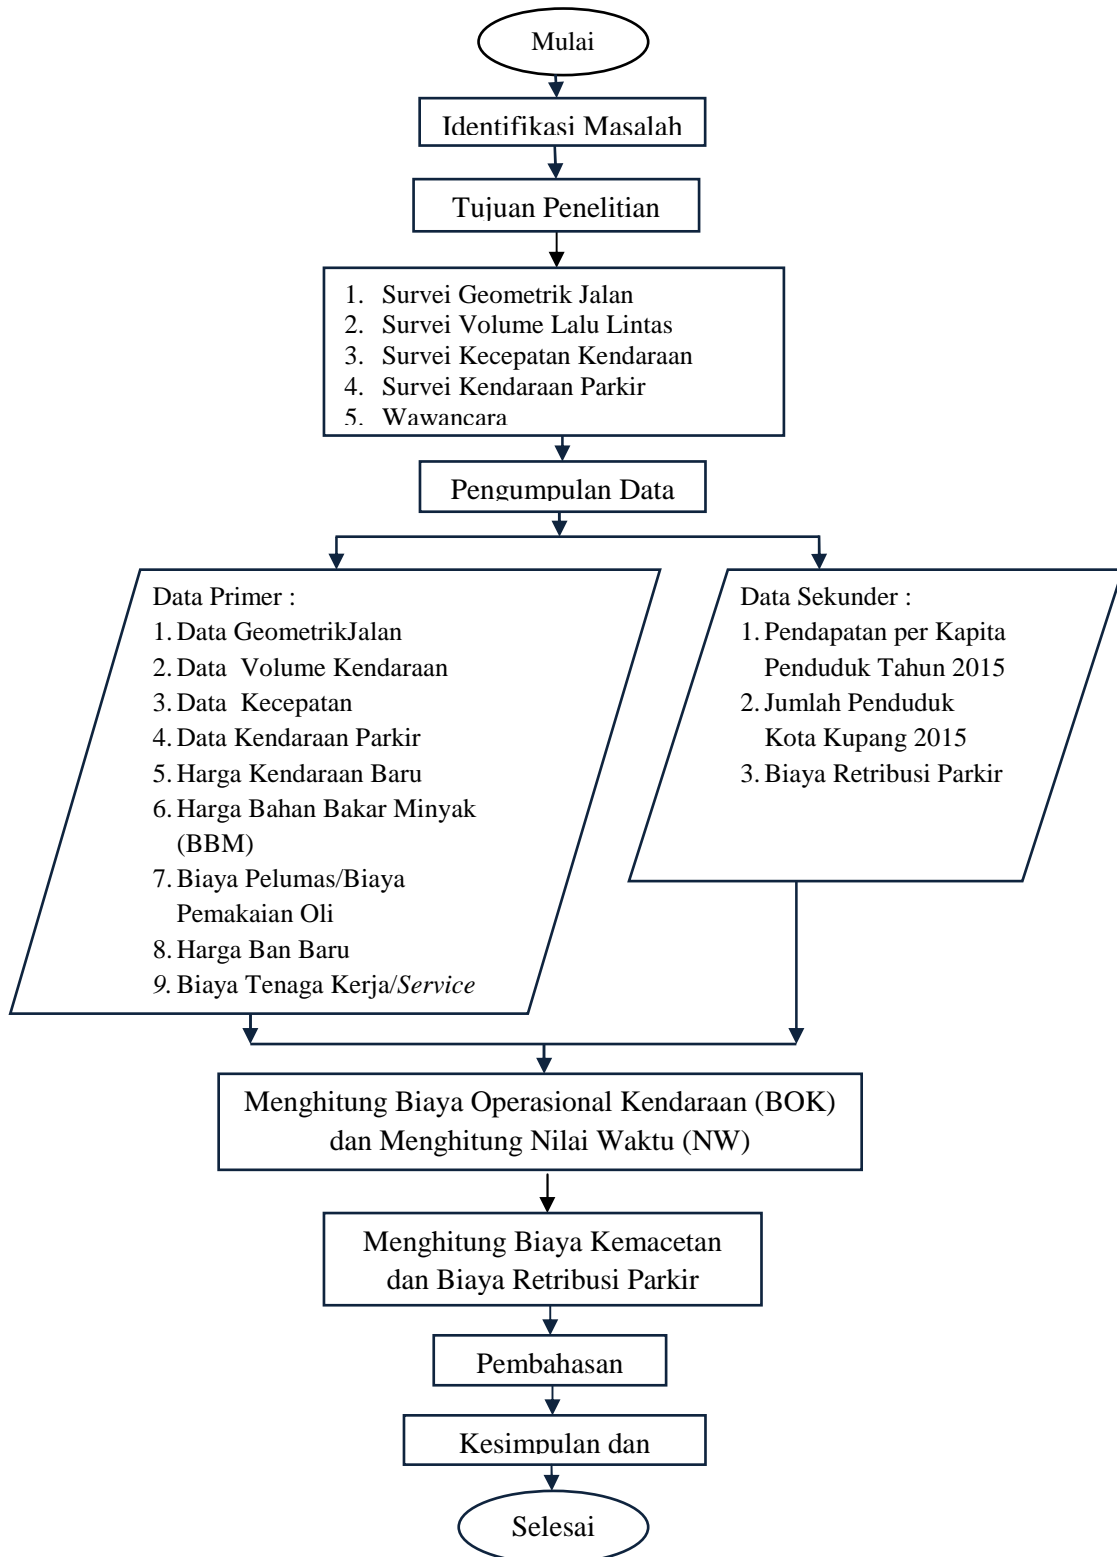 Mulai
Identifikasi Masalah
Tujuan Penelitian
1. Survei Geometrik Jalan
2. Survei Volume Lalu Lintas
3. Survei Kecepatan Kendaraan
4. Survei Kendaraan Parkir
5. Wawancara
Pengumpulan Data
Data Primer :
1. Data GeometrikJalan
2. Data Volume Kendaraan
3. Data Kecepatan
4. Data Kendaraan Parkir
5. Harga Kendaraan Baru
6. Harga Bahan Bakar Minyak
(BBM)
7. Biaya Pelumas/Biaya
Pemakaian Oli
8. Harga Ban Baru
9. Biaya Tenaga Kerja/Service
Data Sekunder :
1. Pendapatan per Kapita
Penduduk Tahun 2015
2. Jumlah Penduduk
Kota Kupang 2015
3. Biaya Retribusi Parkir
Menghitung Biaya Operasional Kendaraan (BOK)
dan Menghitung Nilai Waktu (NW)
Menghitung Biaya Kemacetan
dan Biaya Retribusi Parkir
Pembahasan
Kesimpulan dan
Selesai